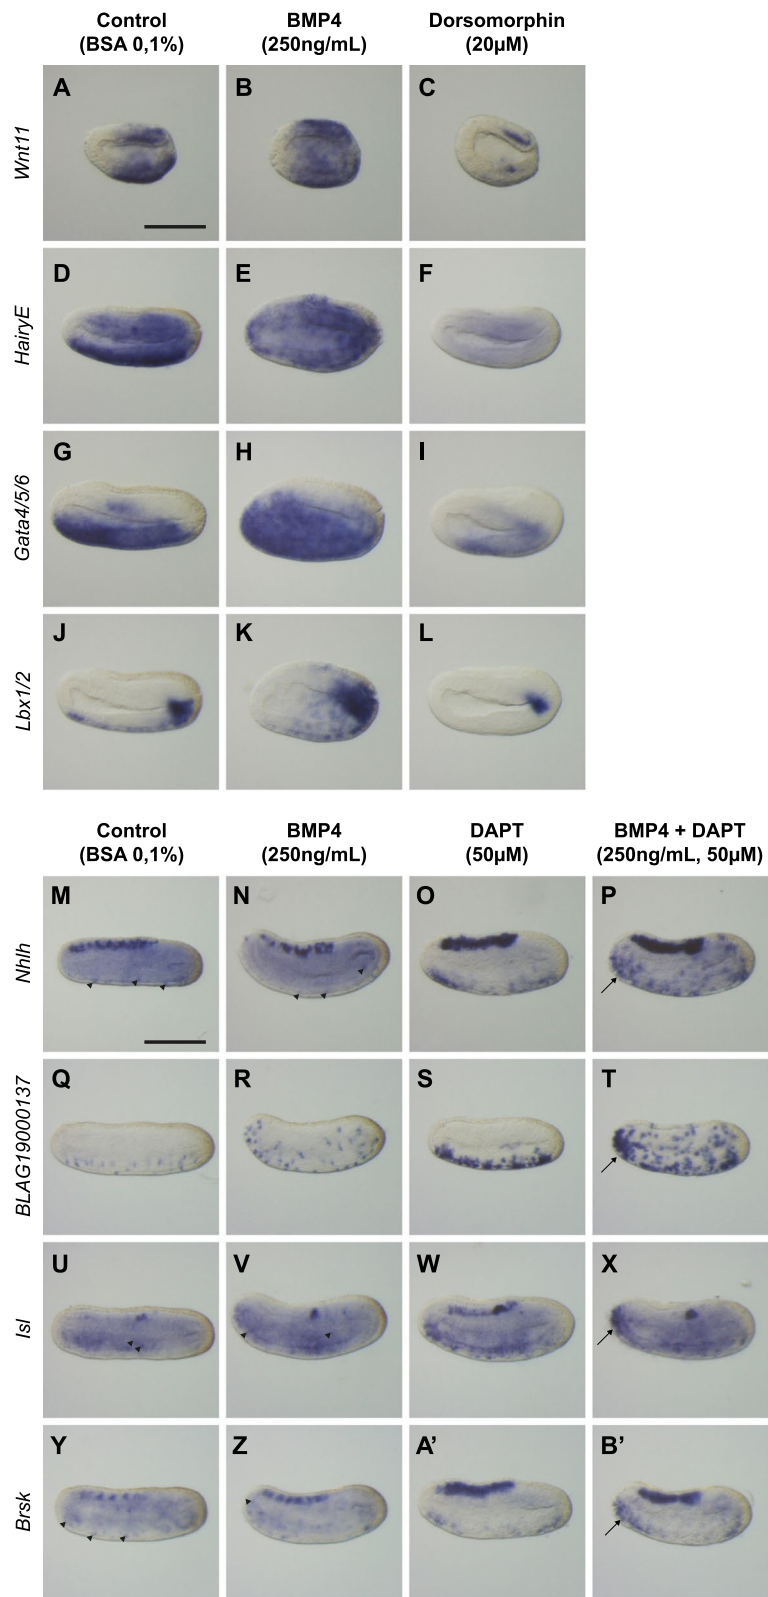 Control BMP4 Dorsomorphin
(BSA 0,1%) (250ng/mL) (20µM)
A B C
Wnt11
D E F
HairyE
G H I
Gata4/5/6
J K L
Lbx1/2
Control BMP4 DAPT BMP4 + DAPT
(BSA 0,1%) (250ng/mL) (50µM) (250ng/mL, 50µM)
M N O P
Nhlh
Q R S T
BLAG19000137
U V W X
Isl
Y Z A’ B’
Brsk